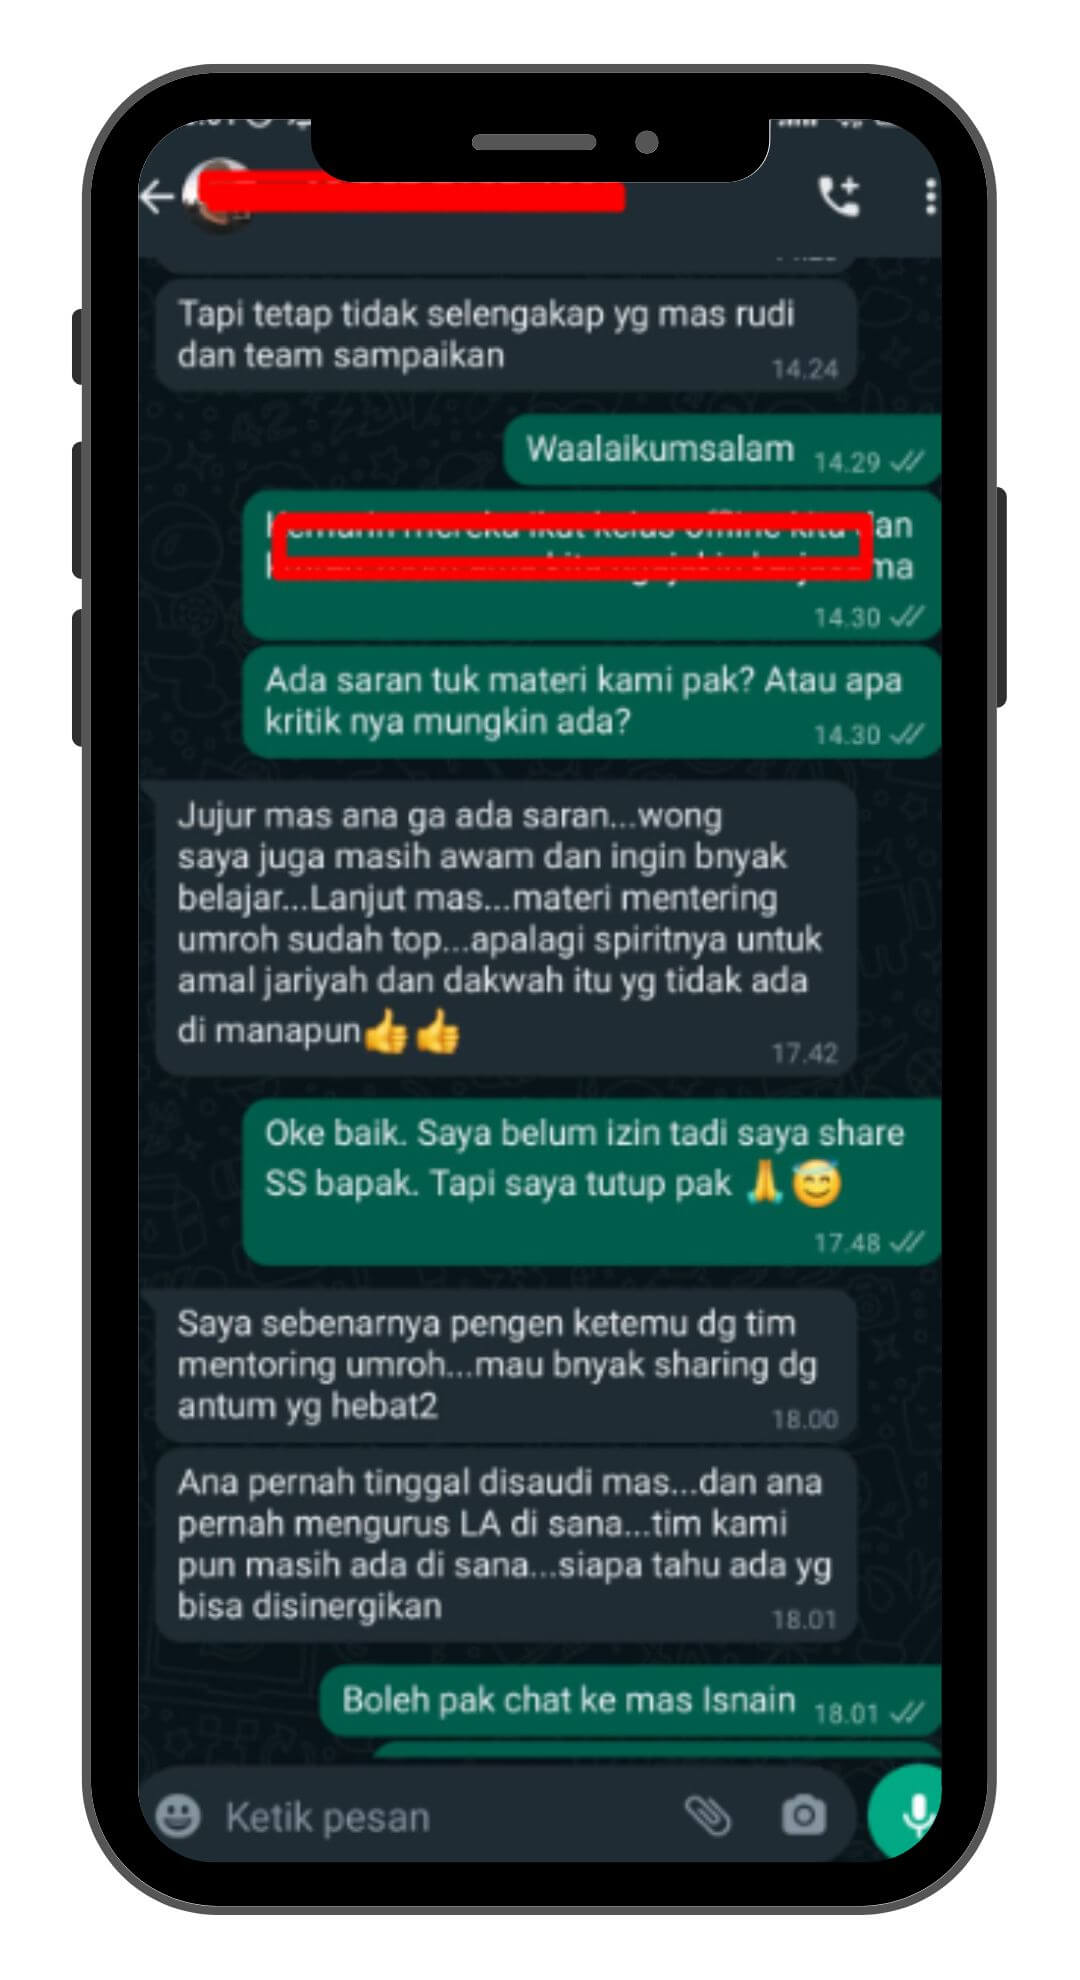 Tapi tetap tidak selengakap yg mas rudi
dan team sampaikan
14.24
Waalaikumsalam 14.29
dan
14.30
Ada saran tuk materi kami pak? Atau apa
kritik nya mungkin ada?
14.30
Jujur mas ana ga ada saran...wong
saya juga masih awam dan ingin bnyak
belajar...Lanjut mas...materi mentering
umroh sudah top...apalagi spiritnya untuk
amal jariyah dan dakwah itu yg tidak ada
di manapun👍👍
17.42
Oke baik. Saya belum izin tadi saya share
SS bapak. Tapi saya tutup pak 🙏😇
17.48
Saya sebenarnya pengen ketemu dg tim
mentoring umroh...mau bnyak sharing dg
antum yg hebat2
18.00
Ana pernah tinggal disaudi mas...dan ana
pernah mengurus LA di sana...tim kami
pun masih ada di sana...siapa tahu ada yg
bisa disinergikan
18.01
Boleh pak chat ke mas Isnain 18.01
Ketik pesan